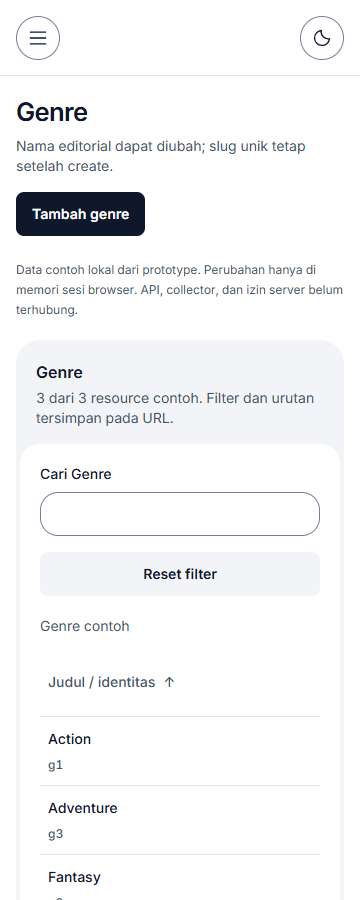 Genre
Nama editorial dapat diubah; slug unik tetap
setelah create.
Tambah genre
Data contoh lokal dari prototype. Perubahan hanya di
memori sesi browser. API, collector, dan izin server belum
terhubung.
Genre
3 dari 3 resource contoh. Filter dan urutan
tersimpan pada URL.
Cari Genre
Reset filter
Genre contoh
Judul / identitas ↑
Action
g1
Adventure
g3
Fantasy